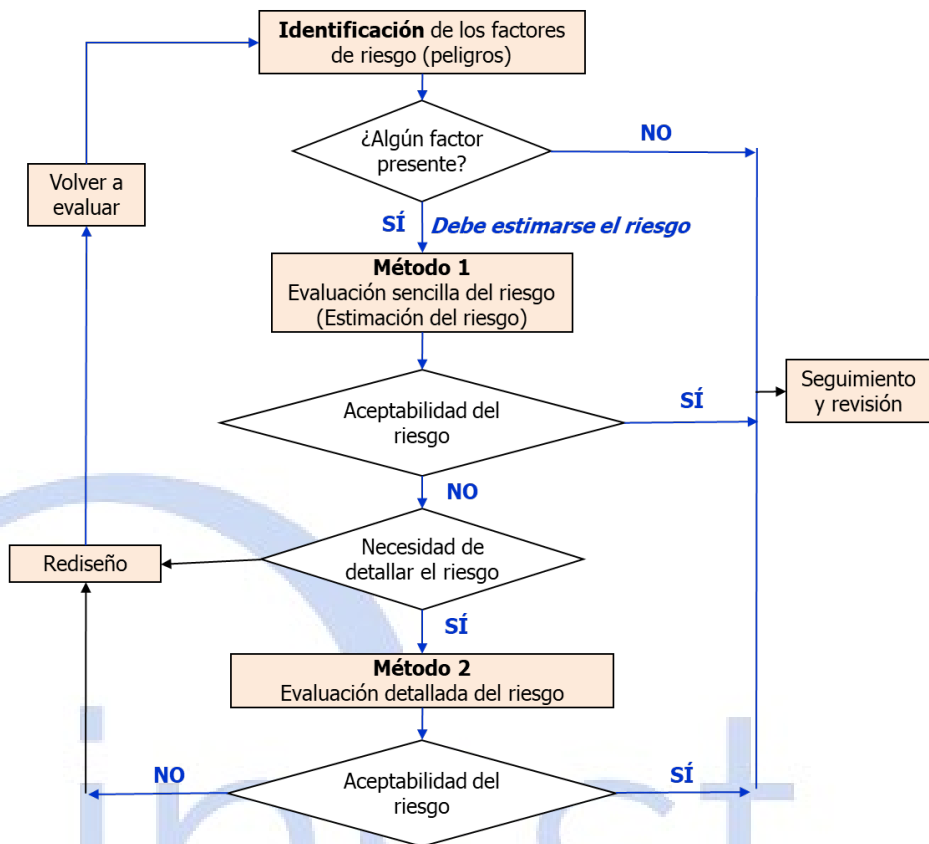 Identificación de los factores
de riesgo (peligros)
¿Algún factor
presente?
NO
Volver a
evaluar
SÍ
Debe estimarse el riesgo
Método 1
Evaluación sencilla del riesgo
(Estimación del riesgo)
Seguimiento
y revisión
Aceptabilidad del
riesgo
SÍ
NO
Necesidad de
detallar el riesgo
Rediseño
SÍ
Método 2
Evaluación detallada del riesgo
NO
Aceptabilidad del
riesgo
SÍ